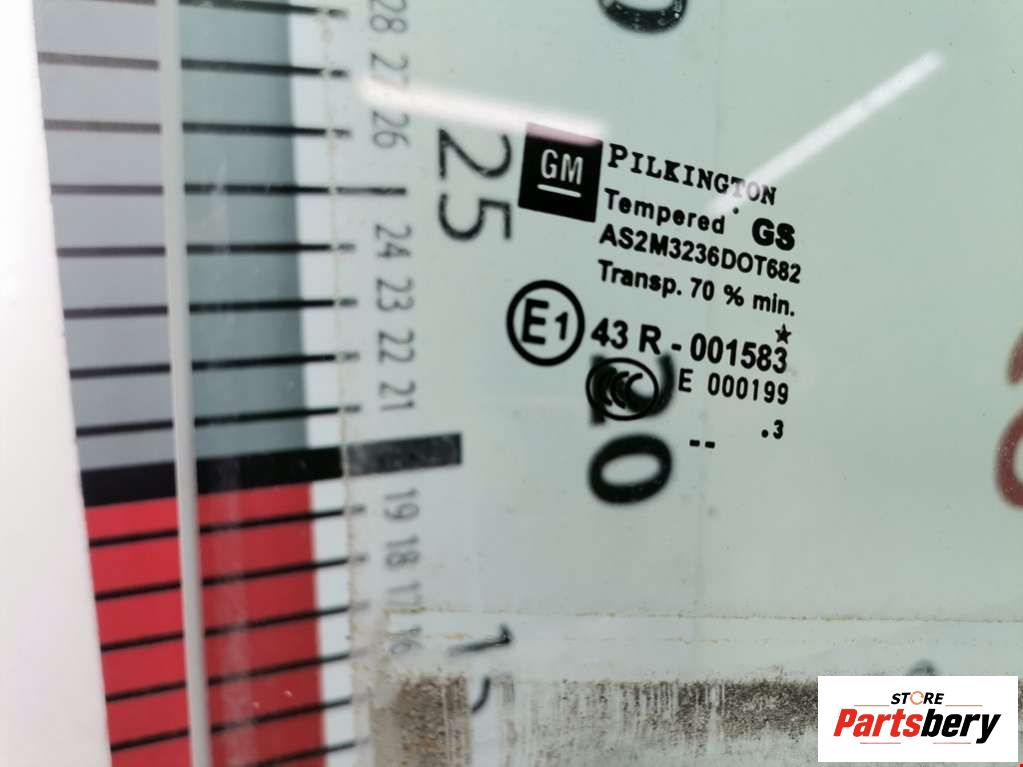 28
27
26
25
24
23
22
21
20
19
18
17
16
15
GM
PILKINGTON
Tempered GS
AS2M3236DOT682
Transp. 70 % min.
E1 43 R - 001583
CCC E 000199
-- .3
STORE
Partsbery